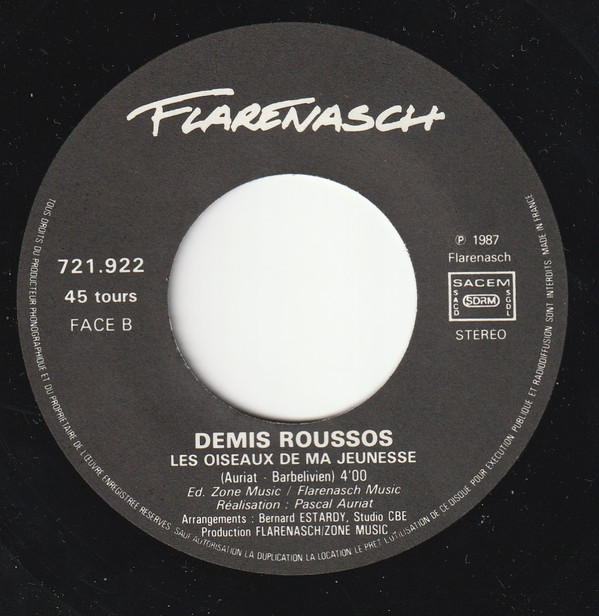 FLARENASCH
721.922
45 tours
FACE B
℗ 1987
Flarenasch
SACEM
SACD
SDRM
SGDL
STEREO
DEMIS ROUSSOS
LES OISEAUX DE MA JEUNESSE
(Auriat - Barbelivien) 4'00
Ed. Zone Music / Flarenasch Music
Réalisation : Pascal Auriat
Arrangements : Bernard ESTARDY, Studio CBE
Production FLARENASCH/ZONE MUSIC
TOUS DROITS DU PRODUCTEUR PHONOGRAPHIQUE ET DU PROPRIETAIRE DE L'ŒUVRE ENREGISTREE RESERVES. SAUF AUTORISATION LA DUPLICATION LA LOCATION LE PRET L'UTILISATION DE CE DISQUE POUR EXECUTION PUBLIQUE ET RADIODIFFUSION SONT INTERDITS. MADE IN FRANCE